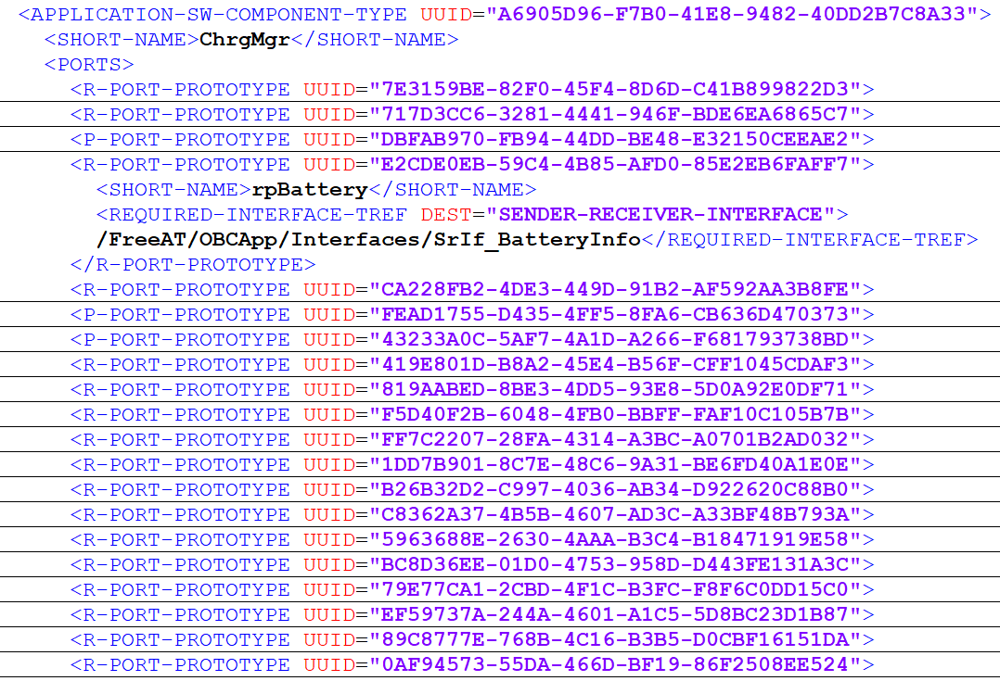 <APPLICATION-SW-COMPONENT-TYPE UUID="A6905D96-F7B0-41E8-9482-40DD2B7C8A33">
<SHORT-NAME>ChrgMgr</SHORT-NAME>
<PORTS>
<R-PORT-PROTOTYPE UUID="7E3159BE-82F0-45F4-8D6D-C41B899822D3">
<R-PORT-PROTOTYPE UUID="717D3CC6-3281-4441-946F-BDE6EA6865C7">
<P-PORT-PROTOTYPE UUID="DBFAB970-FB94-44DD-BE48-E32150CEEAE2">
<R-PORT-PROTOTYPE UUID="E2CDE0EB-59C4-4B85-AFD0-85E2EB6FAFF7">
<SHORT-NAME>rpBattery</SHORT-NAME>
<REQUIRED-INTERFACE-TREF DEST="SENDER-RECEIVER-INTERFACE">
/FreeAT/OBCApp/Interfaces/SrIf_BatteryInfo</REQUIRED-INTERFACE-TREF>
</R-PORT-PROTOTYPE>
<R-PORT-PROTOTYPE UUID="CA228FB2-4DE3-449D-91B2-AF592AA3B8FE">
<P-PORT-PROTOTYPE UUID="FEAD1755-D435-4FF5-8FA6-CB636D470373">
<P-PORT-PROTOTYPE UUID="43233A0C-5AF7-4A1D-A266-F681793738BD">
<R-PORT-PROTOTYPE UUID="419E801D-B8A2-45E4-B56F-CFF1045CDAF3">
<R-PORT-PROTOTYPE UUID="819AABED-8BE3-4DD5-93E8-5D0A92E0DF71">
<R-PORT-PROTOTYPE UUID="F5D40F2B-6048-4FB0-BBFF-FAF10C105B7B">
<R-PORT-PROTOTYPE UUID="FF7C2207-28FA-4314-A3BC-A0701B2AD032">
<R-PORT-PROTOTYPE UUID="1DD7B901-8C7E-48C6-9A31-BE6FD40A1E0E">
<R-PORT-PROTOTYPE UUID="B26B32D2-C997-4036-AB34-D922620C88B0">
<R-PORT-PROTOTYPE UUID="C8362A37-4B5B-4607-AD3C-A33BF48B793A">
<R-PORT-PROTOTYPE UUID="5963688E-2630-4AAA-B3C4-B18471919E58">
<R-PORT-PROTOTYPE UUID="BC8D36EE-01D0-4753-958D-D443FE131A3C">
<R-PORT-PROTOTYPE UUID="79E77CA1-2CBD-4F1C-B3FC-F8F6C0DD15C0">
<R-PORT-PROTOTYPE UUID="EF59737A-244A-4601-A1C5-5D8BC23D1B87">
<R-PORT-PROTOTYPE UUID="89C8777E-768B-4C16-B3B5-D0CBF16151DA">
<R-PORT-PROTOTYPE UUID="0AF94573-55DA-466D-BF19-86F2508EE524">